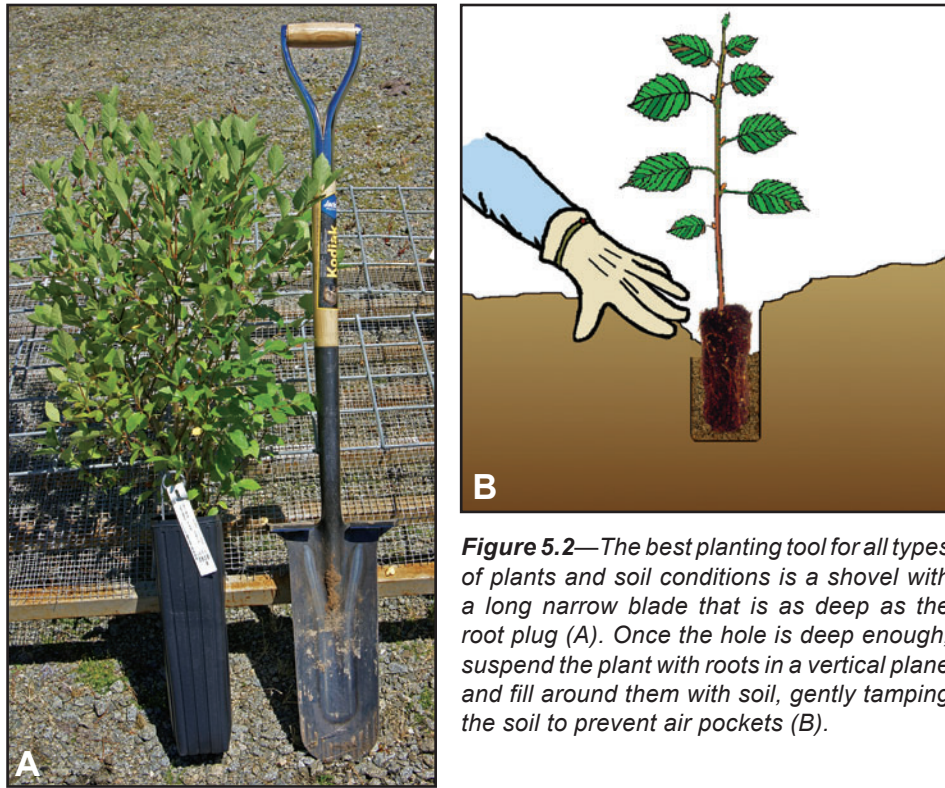 Kodiak
A
B
Figure 5.2—The best planting tool for all types
of plants and soil conditions is a shovel with
a long narrow blade that is as deep as the
root plug (A). Once the hole is deep enough,
suspend the plant with roots in a vertical plane
and fill around them with soil, gently tamping
the soil to prevent air pockets (B).